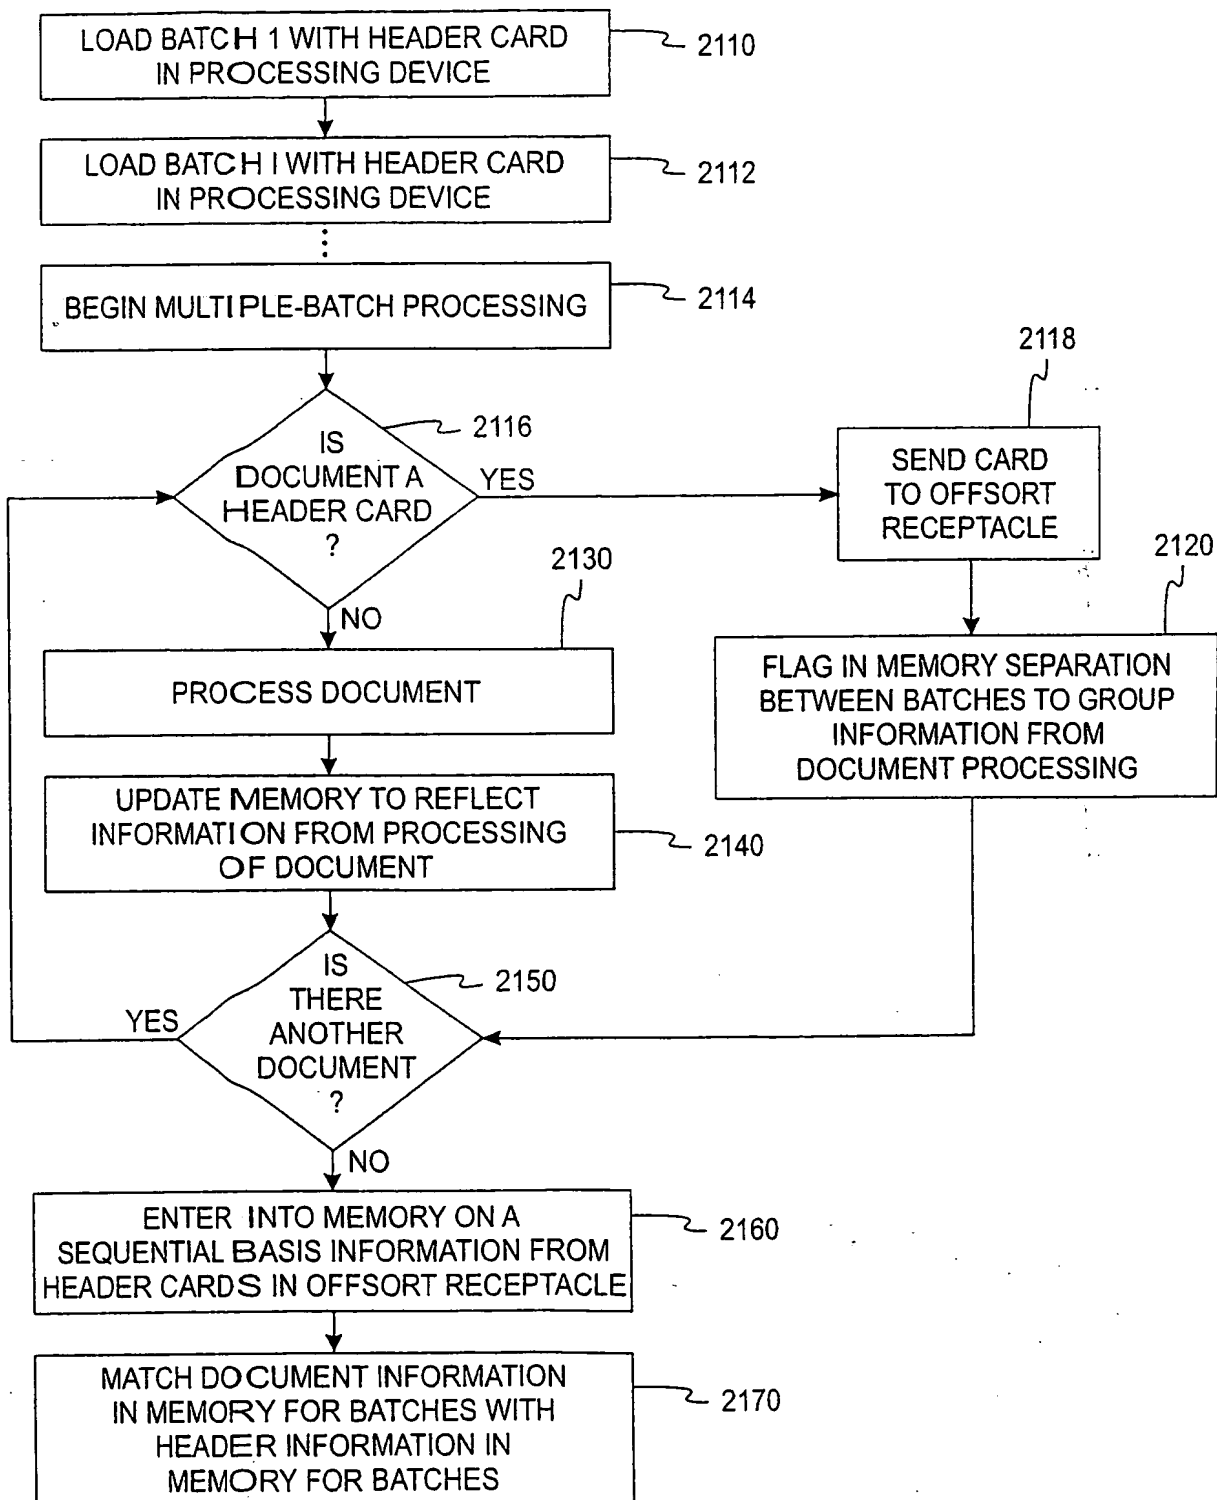 LOAD BATCH 1 WITH HEADER CARD
IN PROCESSING DEVICE
2110
LOAD BATCH I WITH HEADER CARD
IN PROCESSING DEVICE
2112
BEGIN MULTIPLE-BATCH PROCESSING
2114
2116
IS
DOCUMENT A
HEADER CARD
?
YES
NO
2118
SEND CARD
TO OFFSORT
RECEPTACLE
2120
FLAG IN MEMORY SEPARATION
BETWEEN BATCHES TO GROUP
INFORMATION FROM
DOCUMENT PROCESSING
2130
PROCESS DOCUMENT
UPDATE MEMORY TO REFLECT
INFORMATION FROM PROCESSING
OF DOCUMENT
2140
IS
THERE
ANOTHER
DOCUMENT
?
2150
YES
NO
ENTER INTO MEMORY ON A
SEQUENTIAL BASIS INFORMATION FROM
HEADER CARDS IN OFFSORT RECEPTACLE
2160
MATCH DOCUMENT INFORMATION
IN MEMORY FOR BATCHES WITH
HEADER INFORMATION IN
MEMORY FOR BATCHES
2170